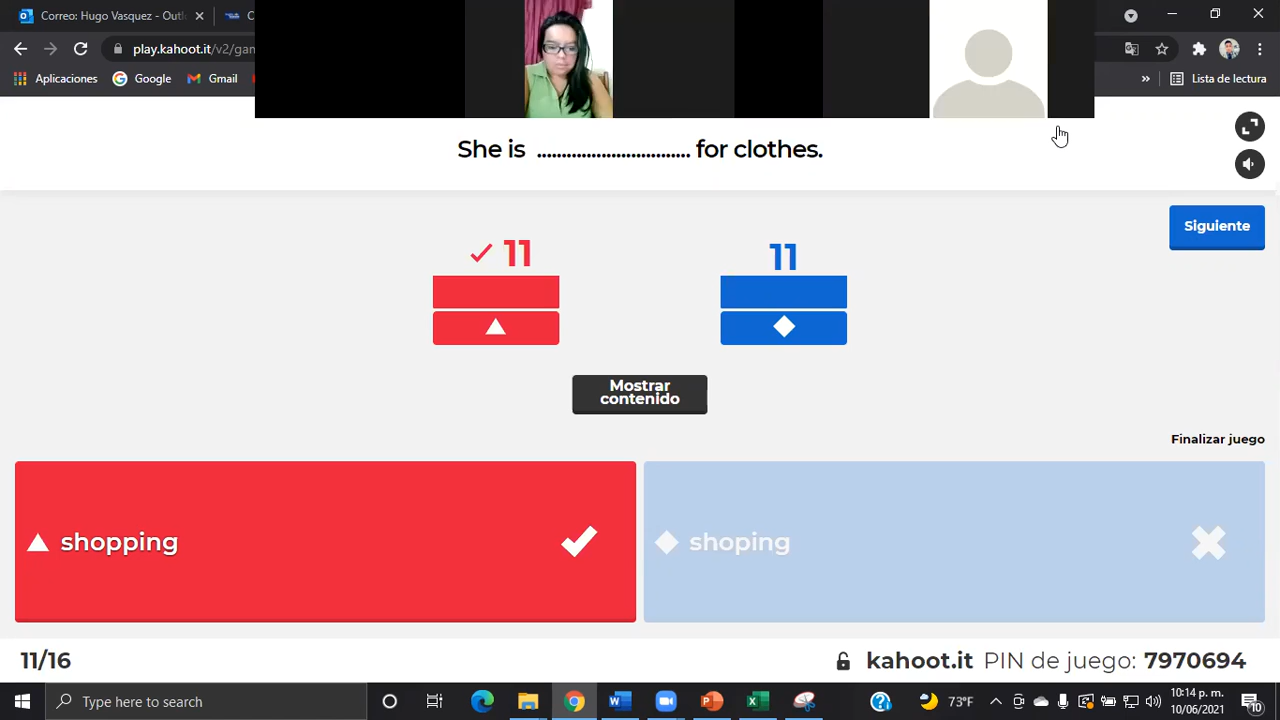 Correo: Hugo Vasquez - Outl
C
play.kahoot.it/v2/gan
Aplicaciones
Google
Gmail
»
Lista de lectura
She is ............................... for clothes.
Siguiente
11
11
Mostrar
contenido
Finalizar juego
shopping
shoping
11/16
kahoot.it PIN de juego: 7970694
Type here to search
73°F
10:14 p. m.
10/06/2021
10